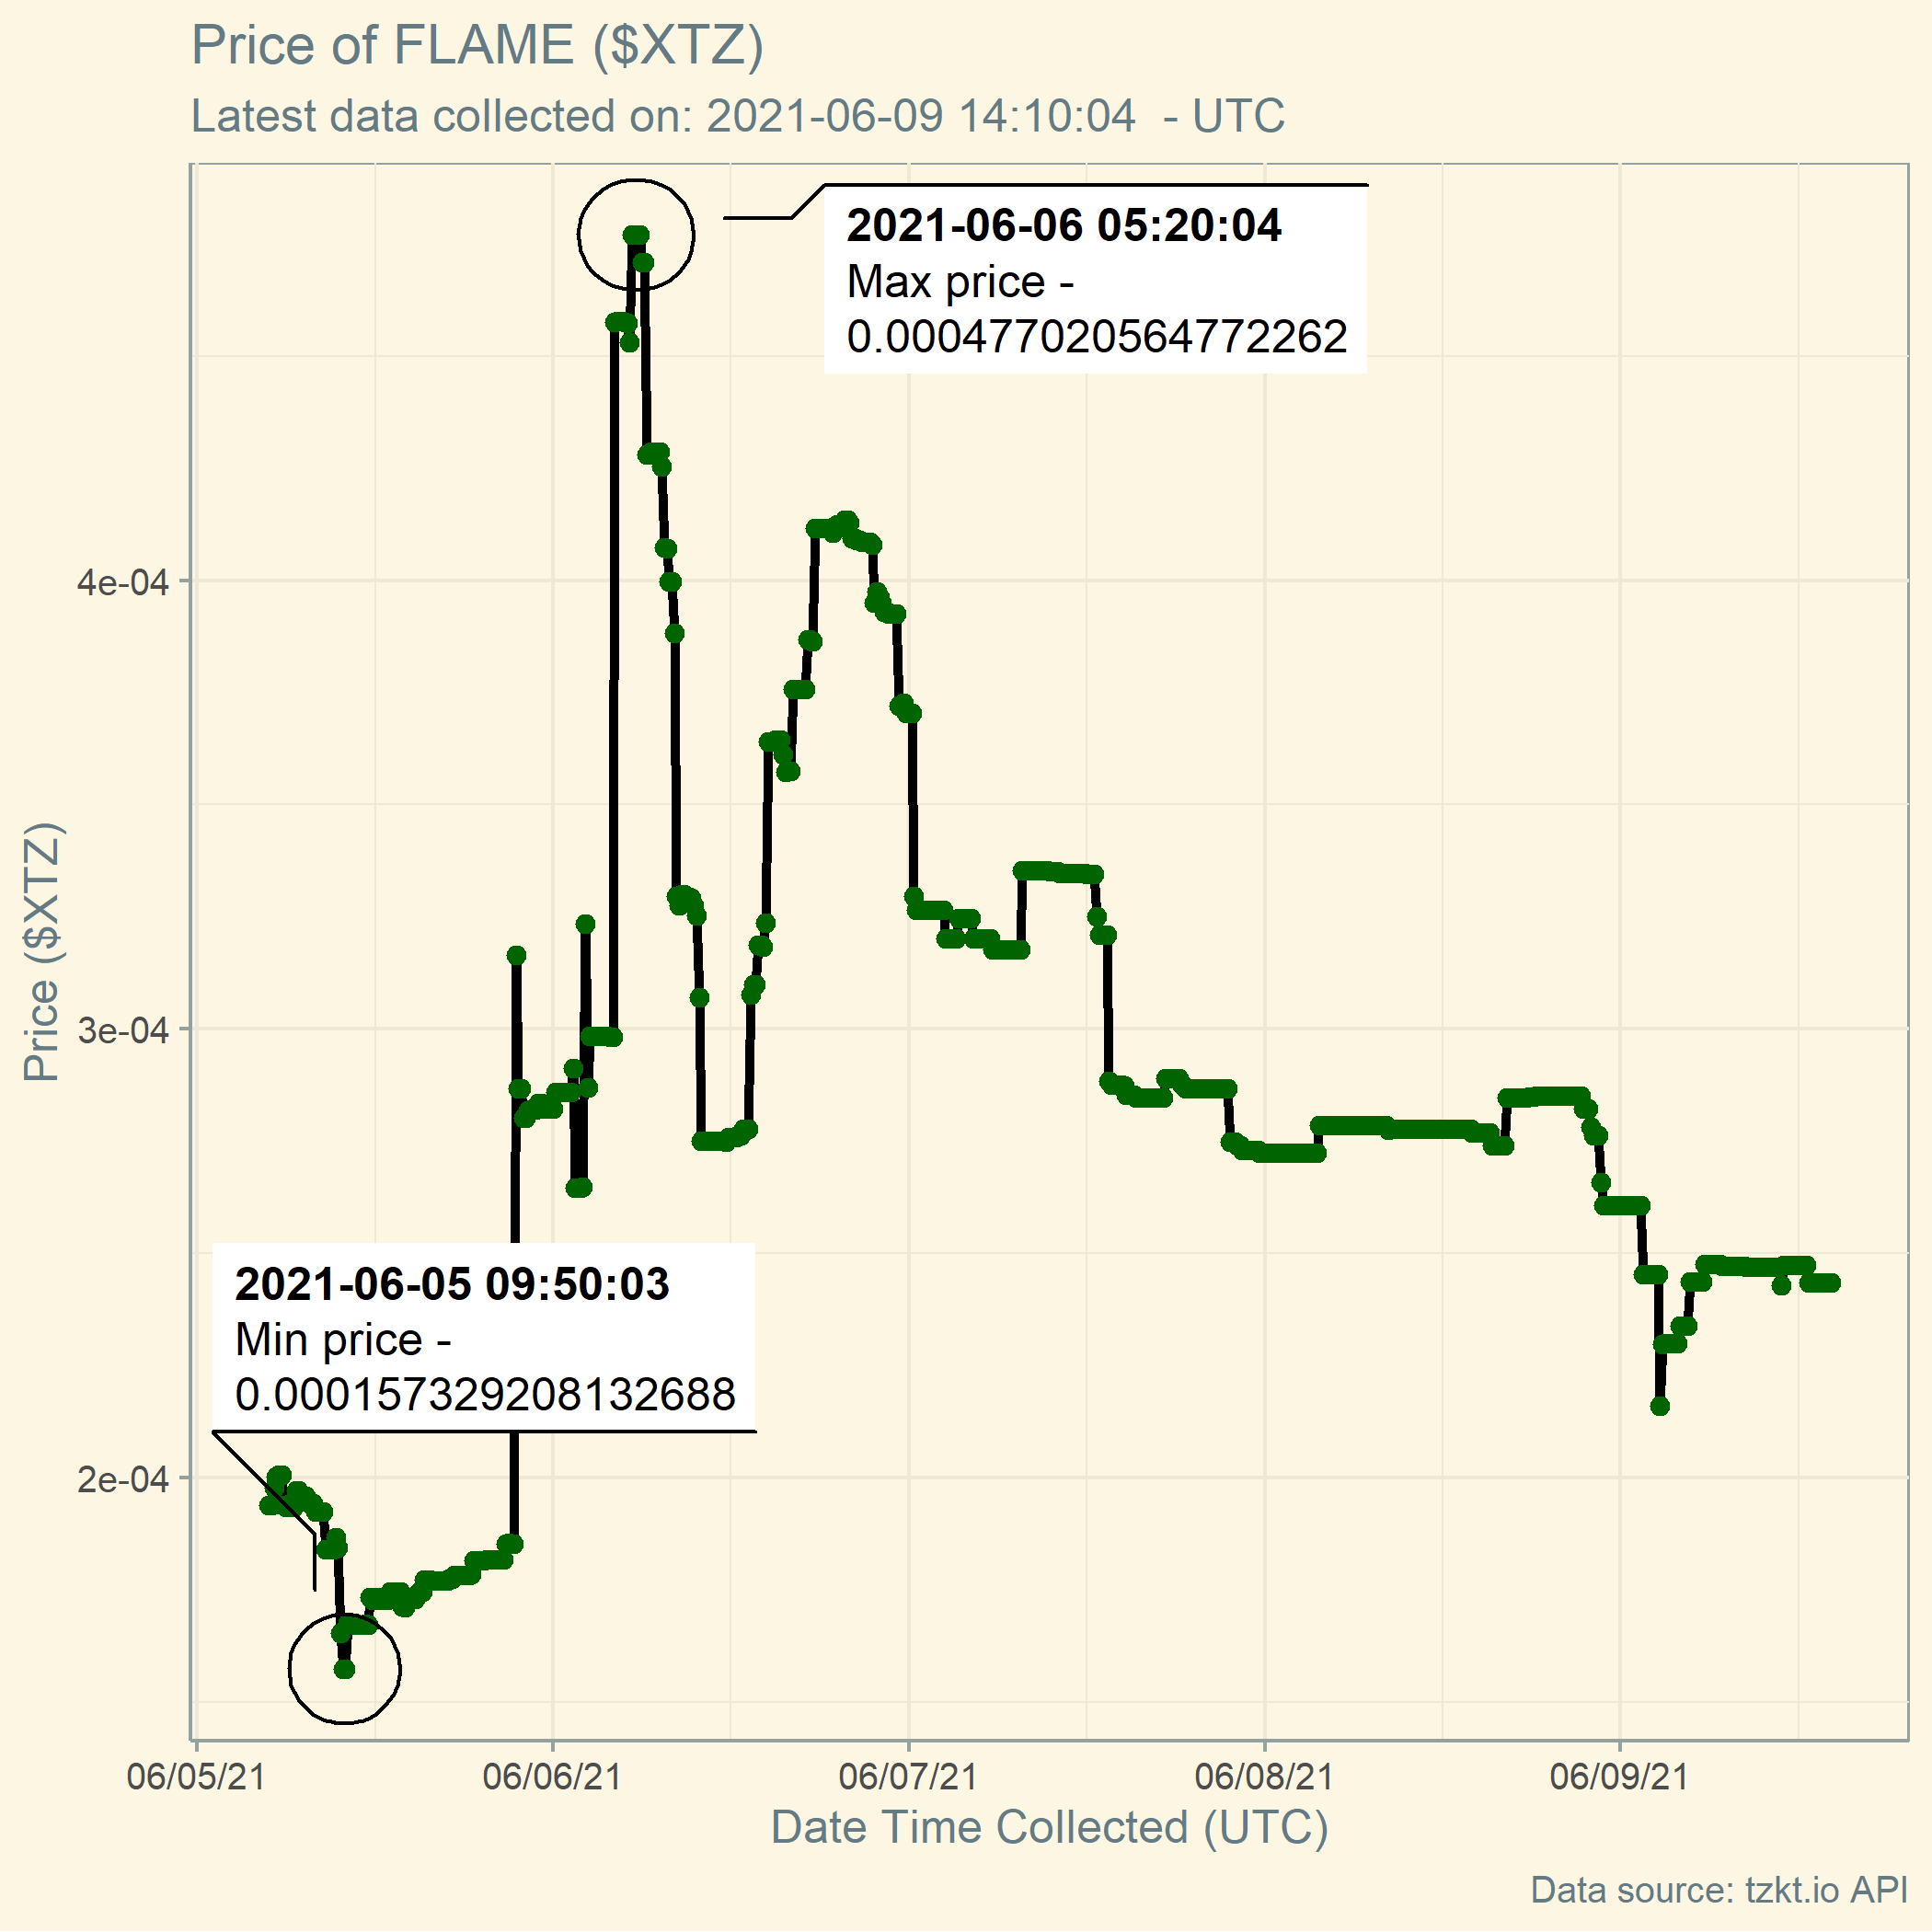 Price of FLAME ($XTZ)
Latest data collected on: 2021-06-09 14:10:04  - UTC
2021-06-06 05:20:04
Max price -
0.000477020564772262
4e-04
Price ($XTZ)
3e-04
2021-06-05 09:50:03
Min price -
0.000157329208132688
2e-04
06/05/21
06/06/21
06/07/21
06/08/21
06/09/21
Date Time Collected (UTC)
Data source: tzkt.io API